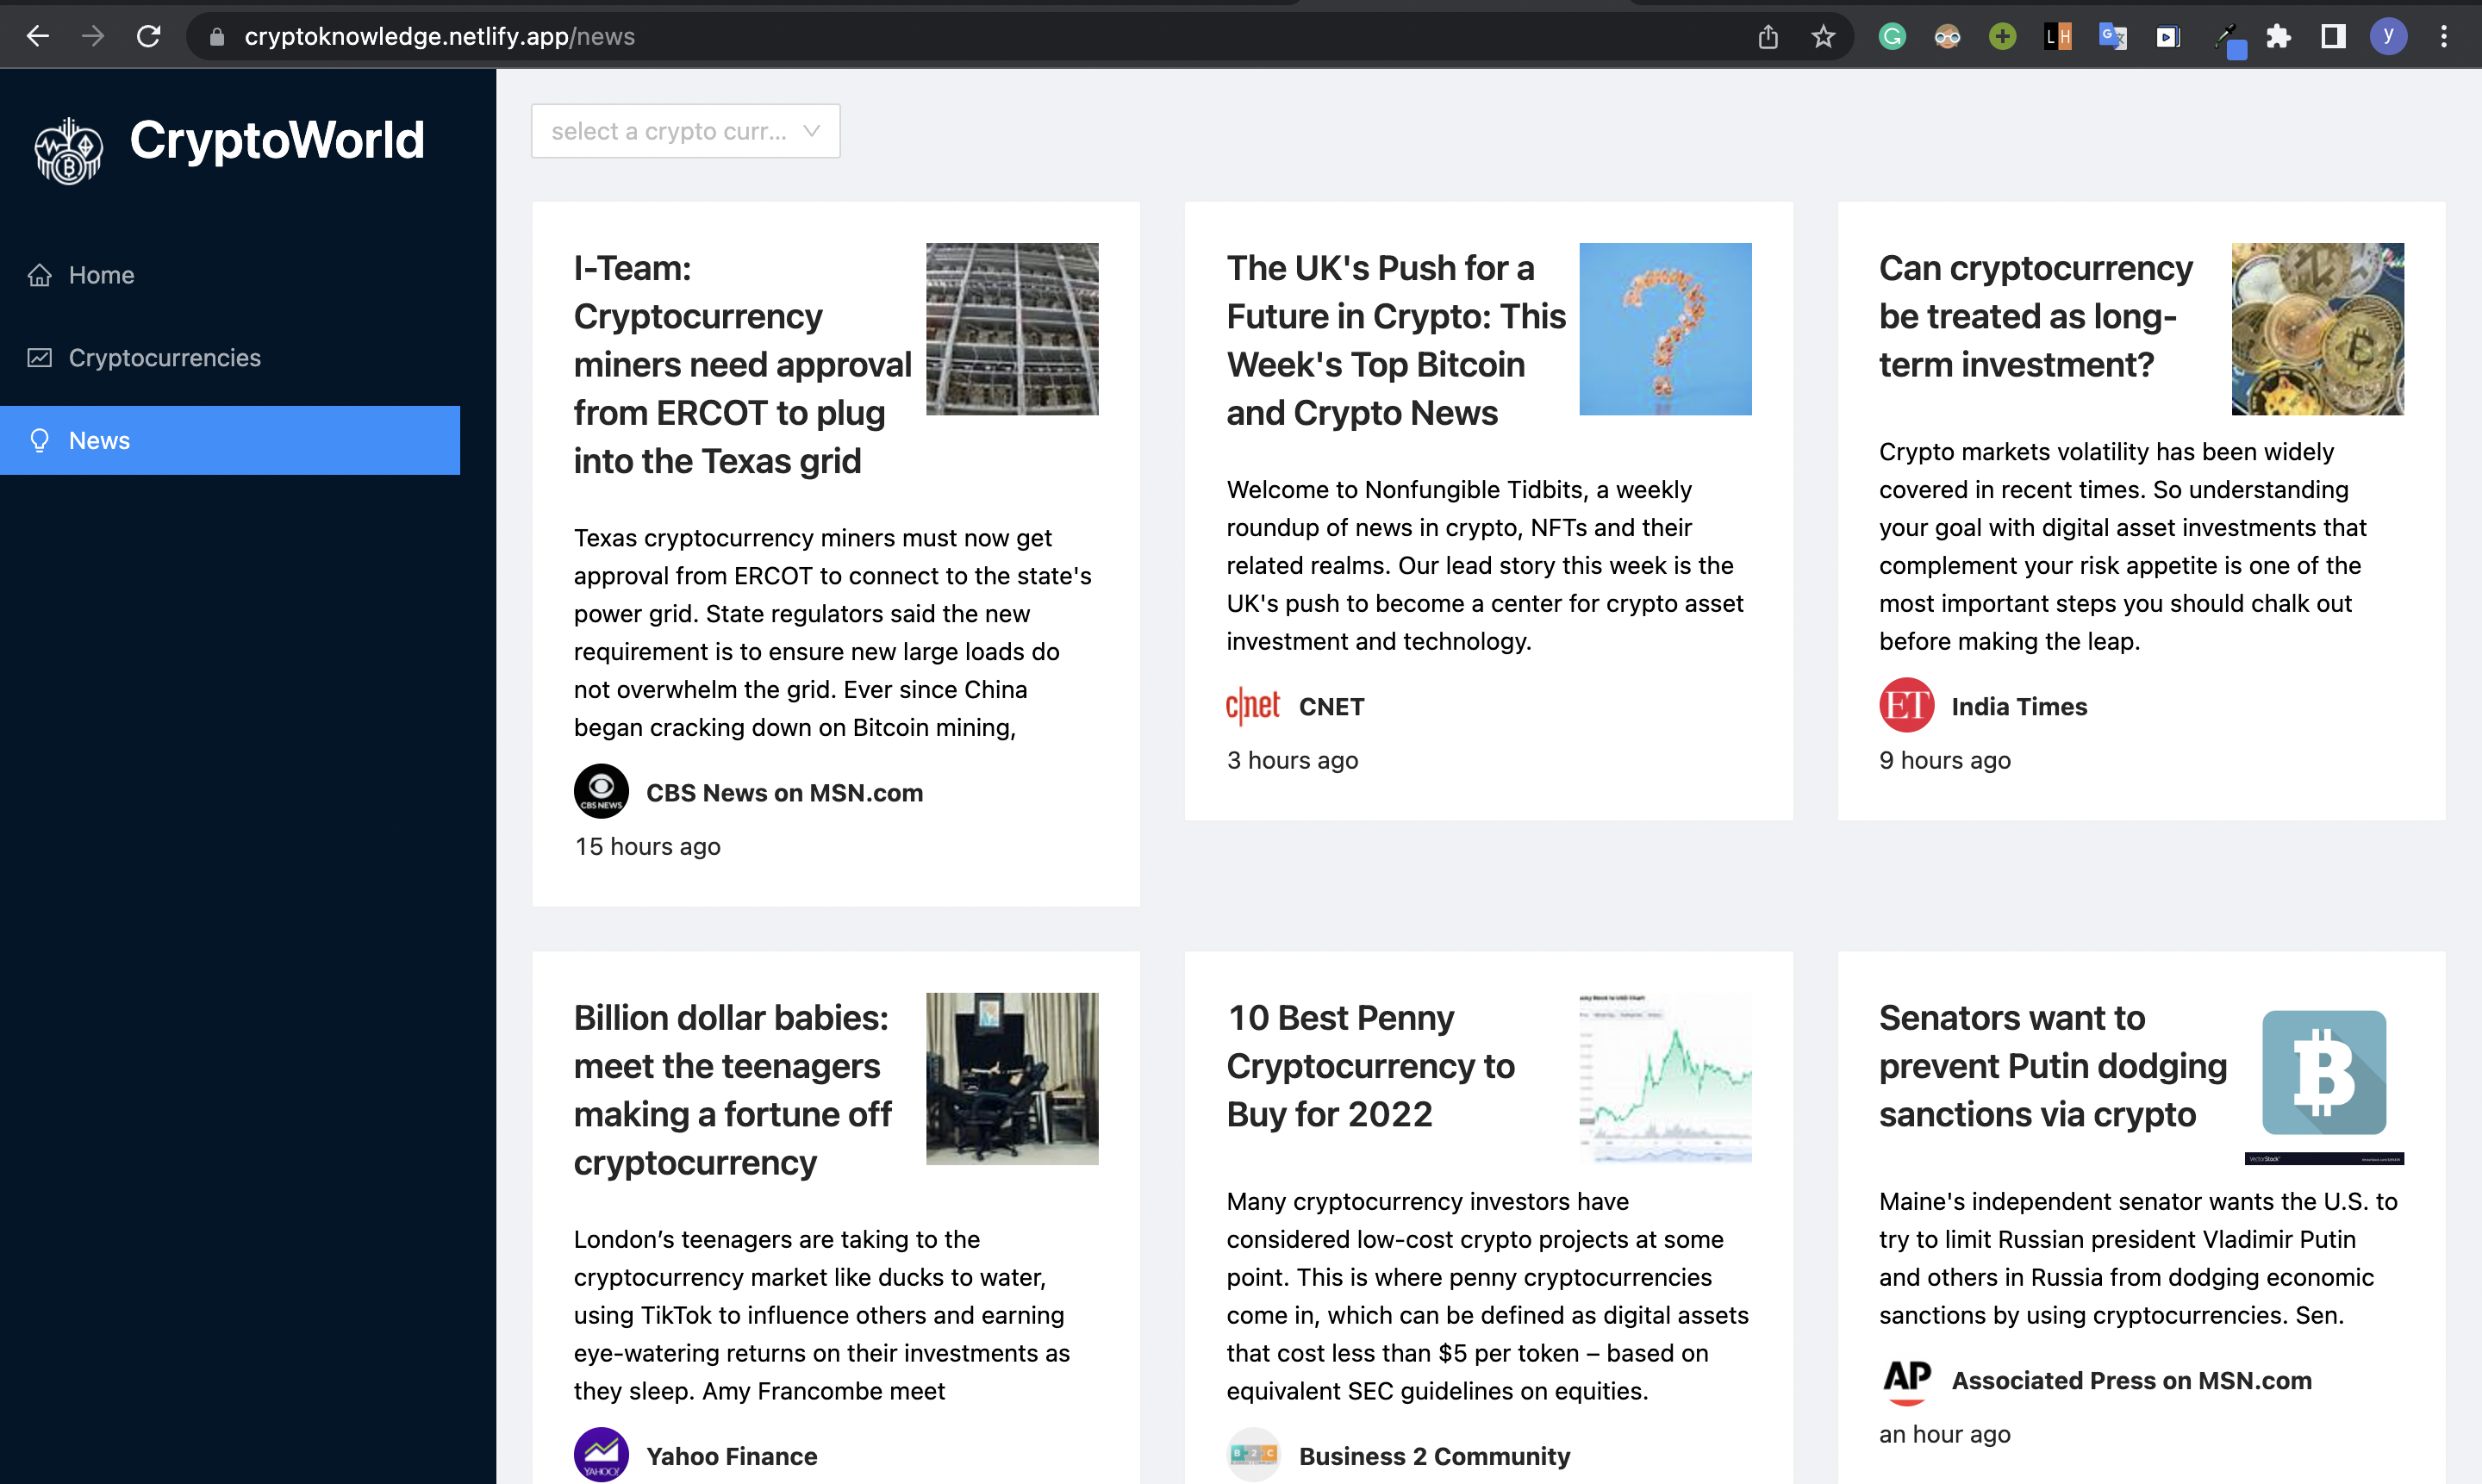 cryptoknowledge.netlify.app/news
L H
G
y
CryptoWorld
Home
Cryptocurrencies
News
select a crypto curr...
I-Team:
Cryptocurrency
miners need approval
from ERCOT to plug
into the Texas grid
Texas cryptocurrency miners must now get
approval from ERCOT to connect to the state's
power grid. State regulators said the new
requirement is to ensure new large loads do
not overwhelm the grid. Ever since China
began cracking down on Bitcoin mining,
CBS NEWS
CBS News on MSN.com
15 hours ago
The UK's Push for a
Future in Crypto: This
Week's Top Bitcoin
and Crypto News
Welcome to Nonfungible Tidbits, a weekly
roundup of news in crypto, NFTs and their
related realms. Our lead story this week is the
UK's push to become a center for crypto asset
investment and technology.
c|net
CNET
3 hours ago
Can cryptocurrency
be treated as long-
term investment?
Crypto markets volatility has been widely
covered in recent times. So understanding
your goal with digital asset investments that
complement your risk appetite is one of the
most important steps you should chalk out
before making the leap.
ET
India Times
9 hours ago
Billion dollar babies:
meet the teenagers
making a fortune off
cryptocurrency
London’s teenagers are taking to the
cryptocurrency market like ducks to water,
using TikTok to influence others and earning
eye-watering returns on their investments as
they sleep. Amy Francombe meet
YAHOO!
Yahoo Finance
10 Best Penny
Cryptocurrency to
Buy for 2022
Many cryptocurrency investors have
considered low-cost crypto projects at some
point. This is where penny cryptocurrencies
come in, which can be defined as digital assets
that cost less than $5 per token – based on
equivalent SEC guidelines on equities.
B 2 C
Business 2 Community
Senators want to
prevent Putin dodging
sanctions via crypto
VectorStock
Maine's independent senator wants the U.S. to
try to limit Russian president Vladimir Putin
and others in Russia from dodging economic
sanctions by using cryptocurrencies. Sen.
AP
Associated Press on MSN.com
an hour ago